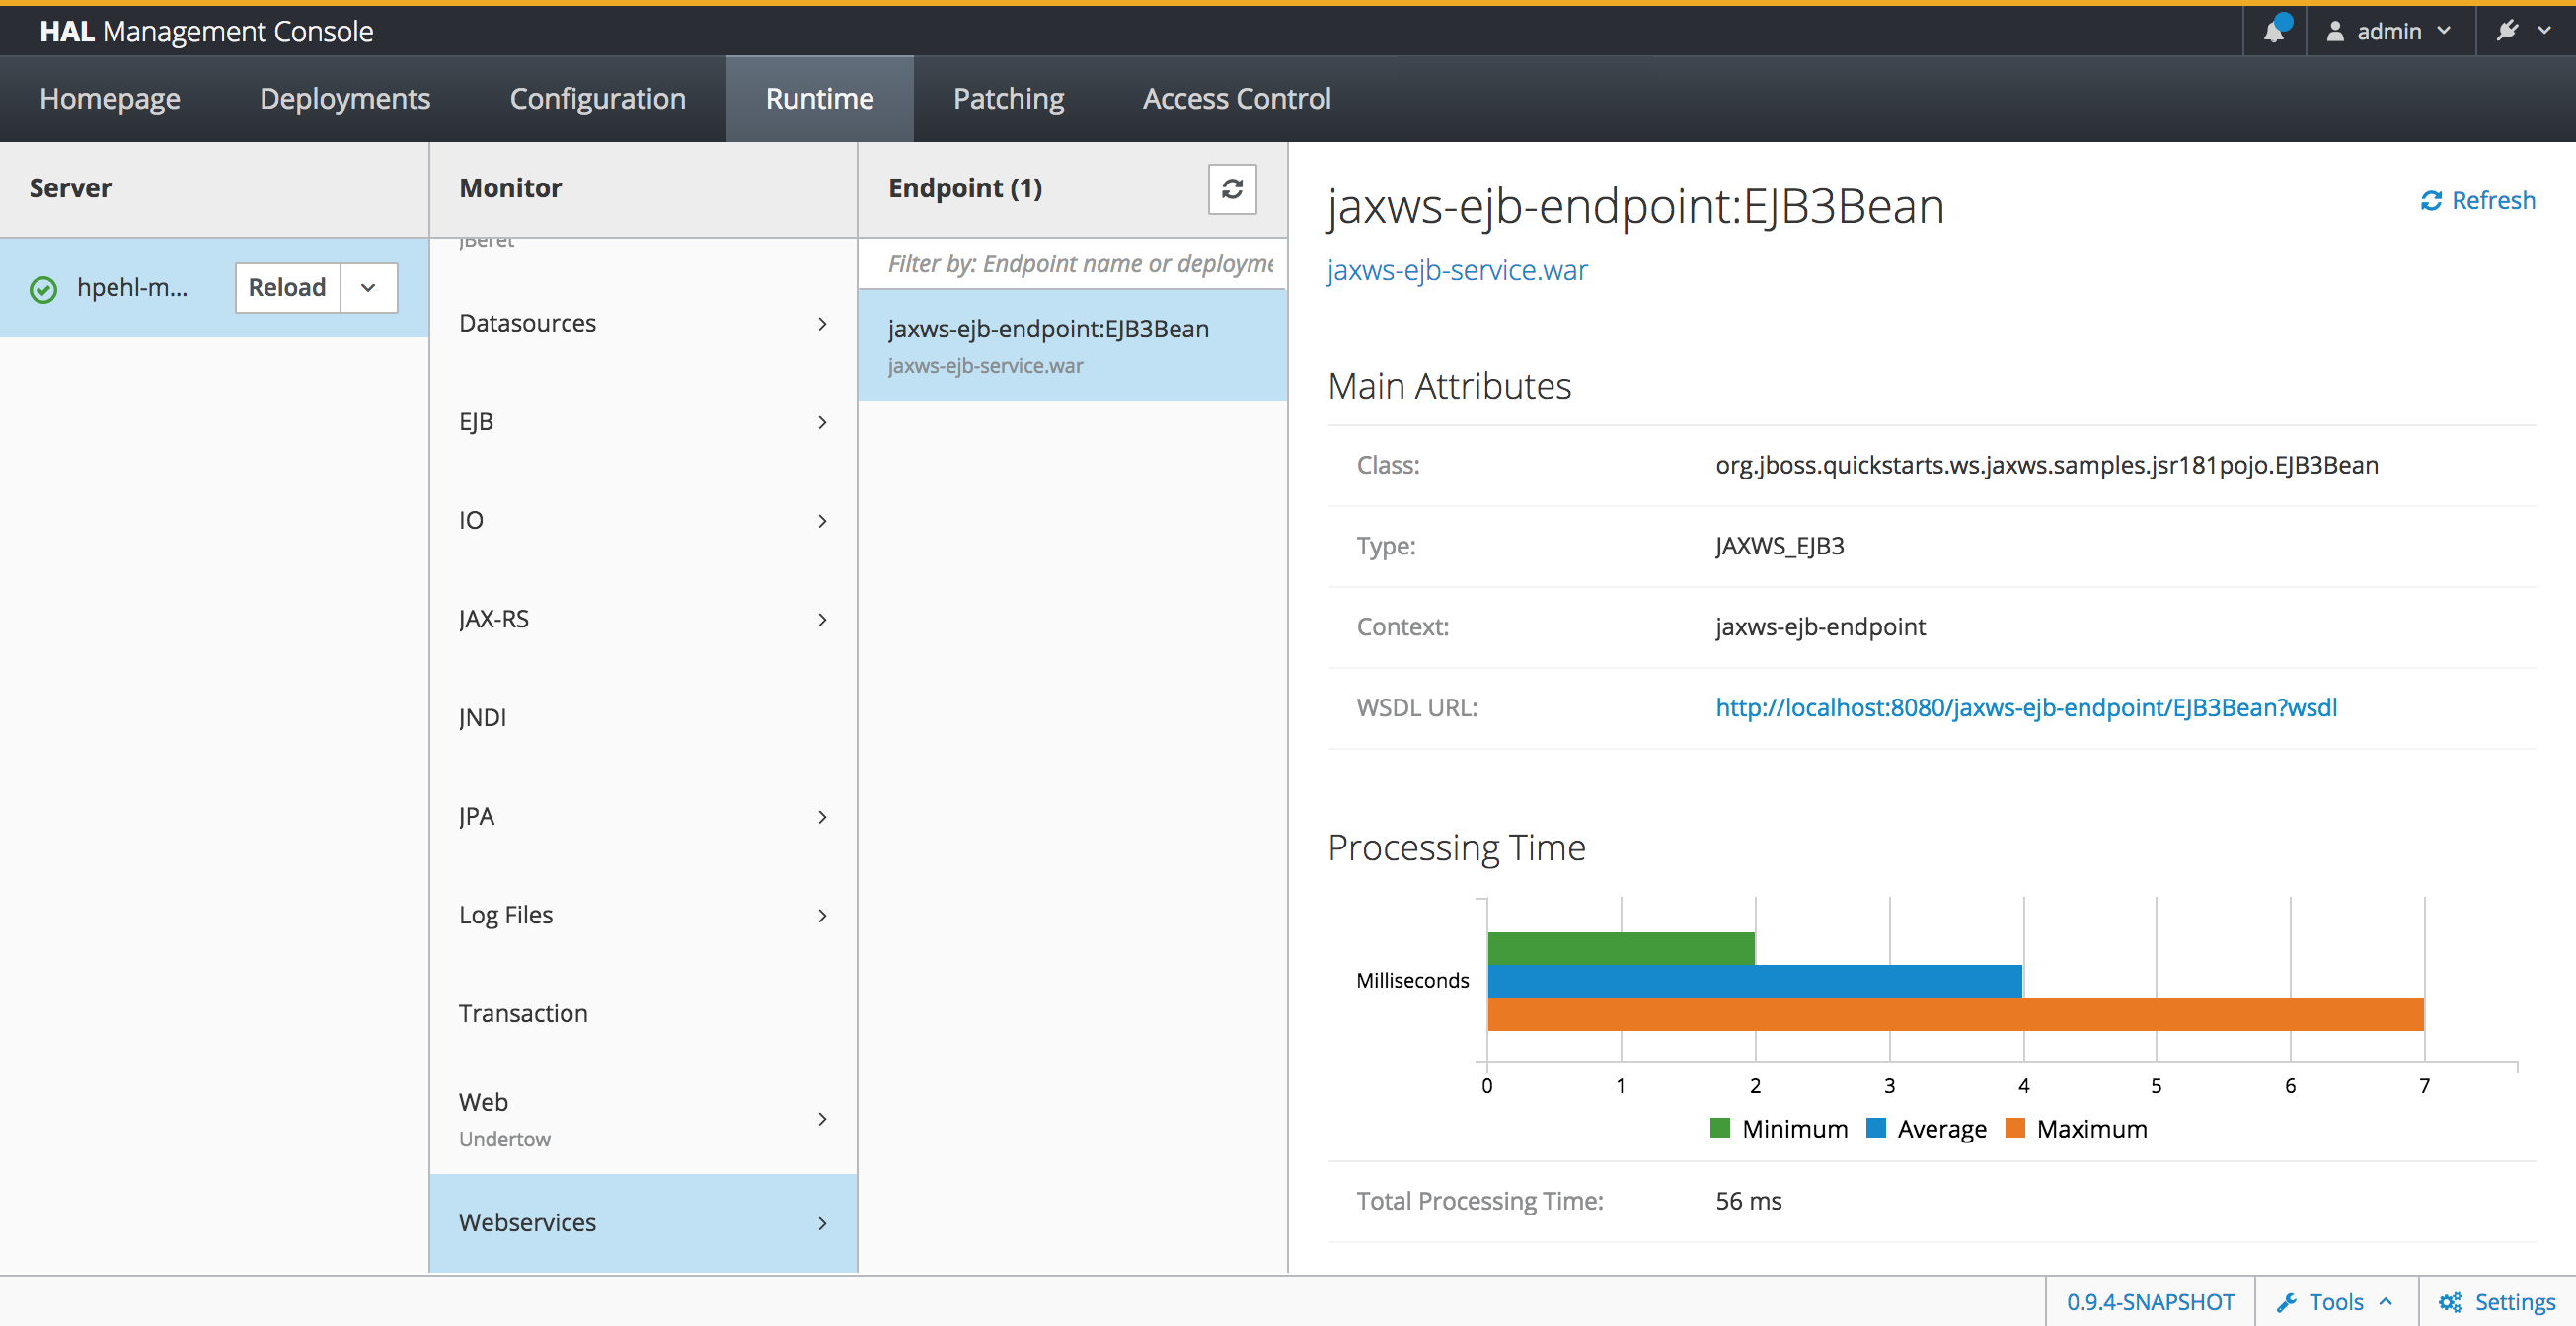 HAL Management Console
admin
Homepage Deployments Configuration Runtime Patching Access Control
Server
hpehl-m...
Reload
Monitor
JBeret
Datasources
EJB
IO
JAX-RS
JNDI
JPA
Log Files
Transaction
Web
Undertow
Webservices
Endpoint (1)
Filter by: Endpoint name or deployme
jaxws-ejb-endpoint:EJB3Bean
jaxws-ejb-service.war
jaxws-ejb-endpoint:EJB3Bean
Refresh
jaxws-ejb-service.war
Main Attributes
Class: org.jboss.quickstarts.ws.jaxws.samples.jsr181pojo.EJB3Bean
Type: JAXWS_EJB3
Context: jaxws-ejb-endpoint
WSDL URL: http://localhost:8080/jaxws-ejb-endpoint/EJB3Bean?wsdl
Processing Time
Milliseconds
0 1 2 3 4 5 6 7
Minimum Average Maximum
Total Processing Time: 56 ms
0.9.4-SNAPSHOT Tools Settings